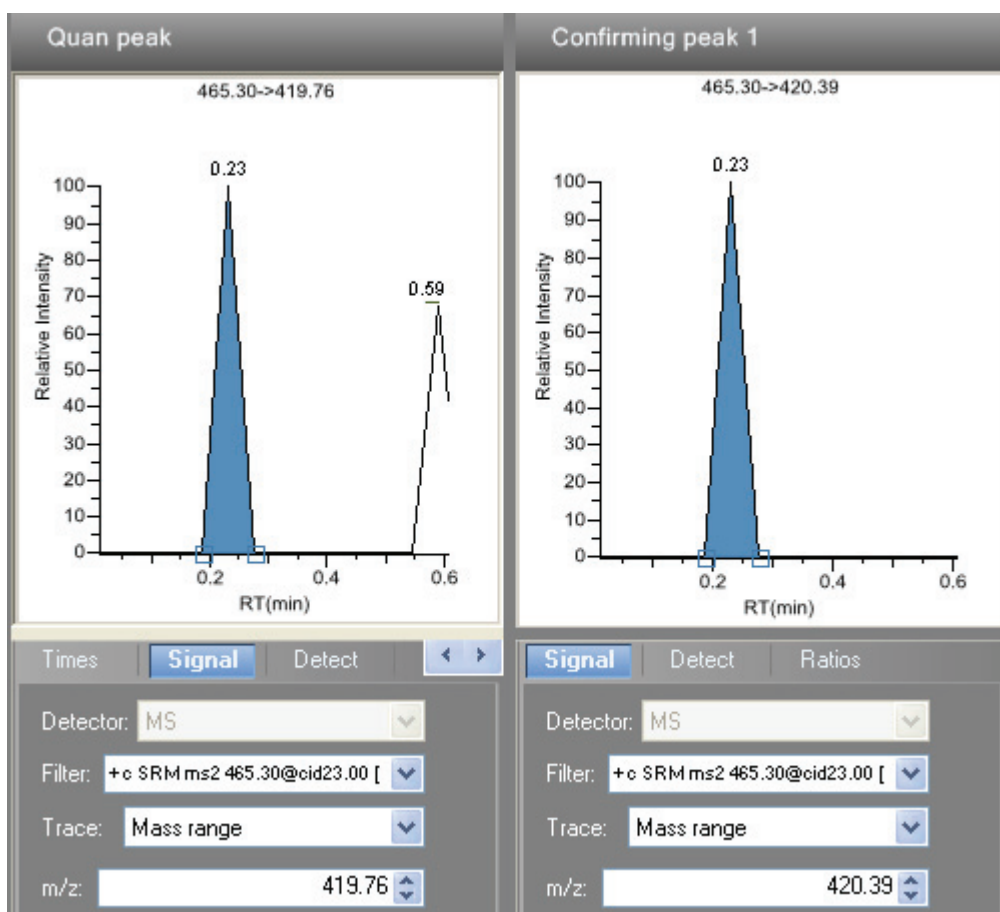 Quan peak
465.30->419.76
0.23
100
90
80
70
60
50
40
30
20
10
0
Relative Intensity
0.59
0.2
0.4
0.6
RT(min)
Times
Signal
Detect
Detector: MS
Filter: +c SRM ms2 465.30@cid23.00 [
Trace: Mass range
m/z: 419.76
Confirming peak 1
465.30->420.39
0.23
100
90
80
70
60
50
40
30
20
10
0
Relative Intensity
0.2
0.4
0.6
RT(min)
Signal
Detect
Ratios
Detector: MS
Filter: +c SRM ms2 465.30@cid23.00 [
Trace: Mass range
m/z: 420.39